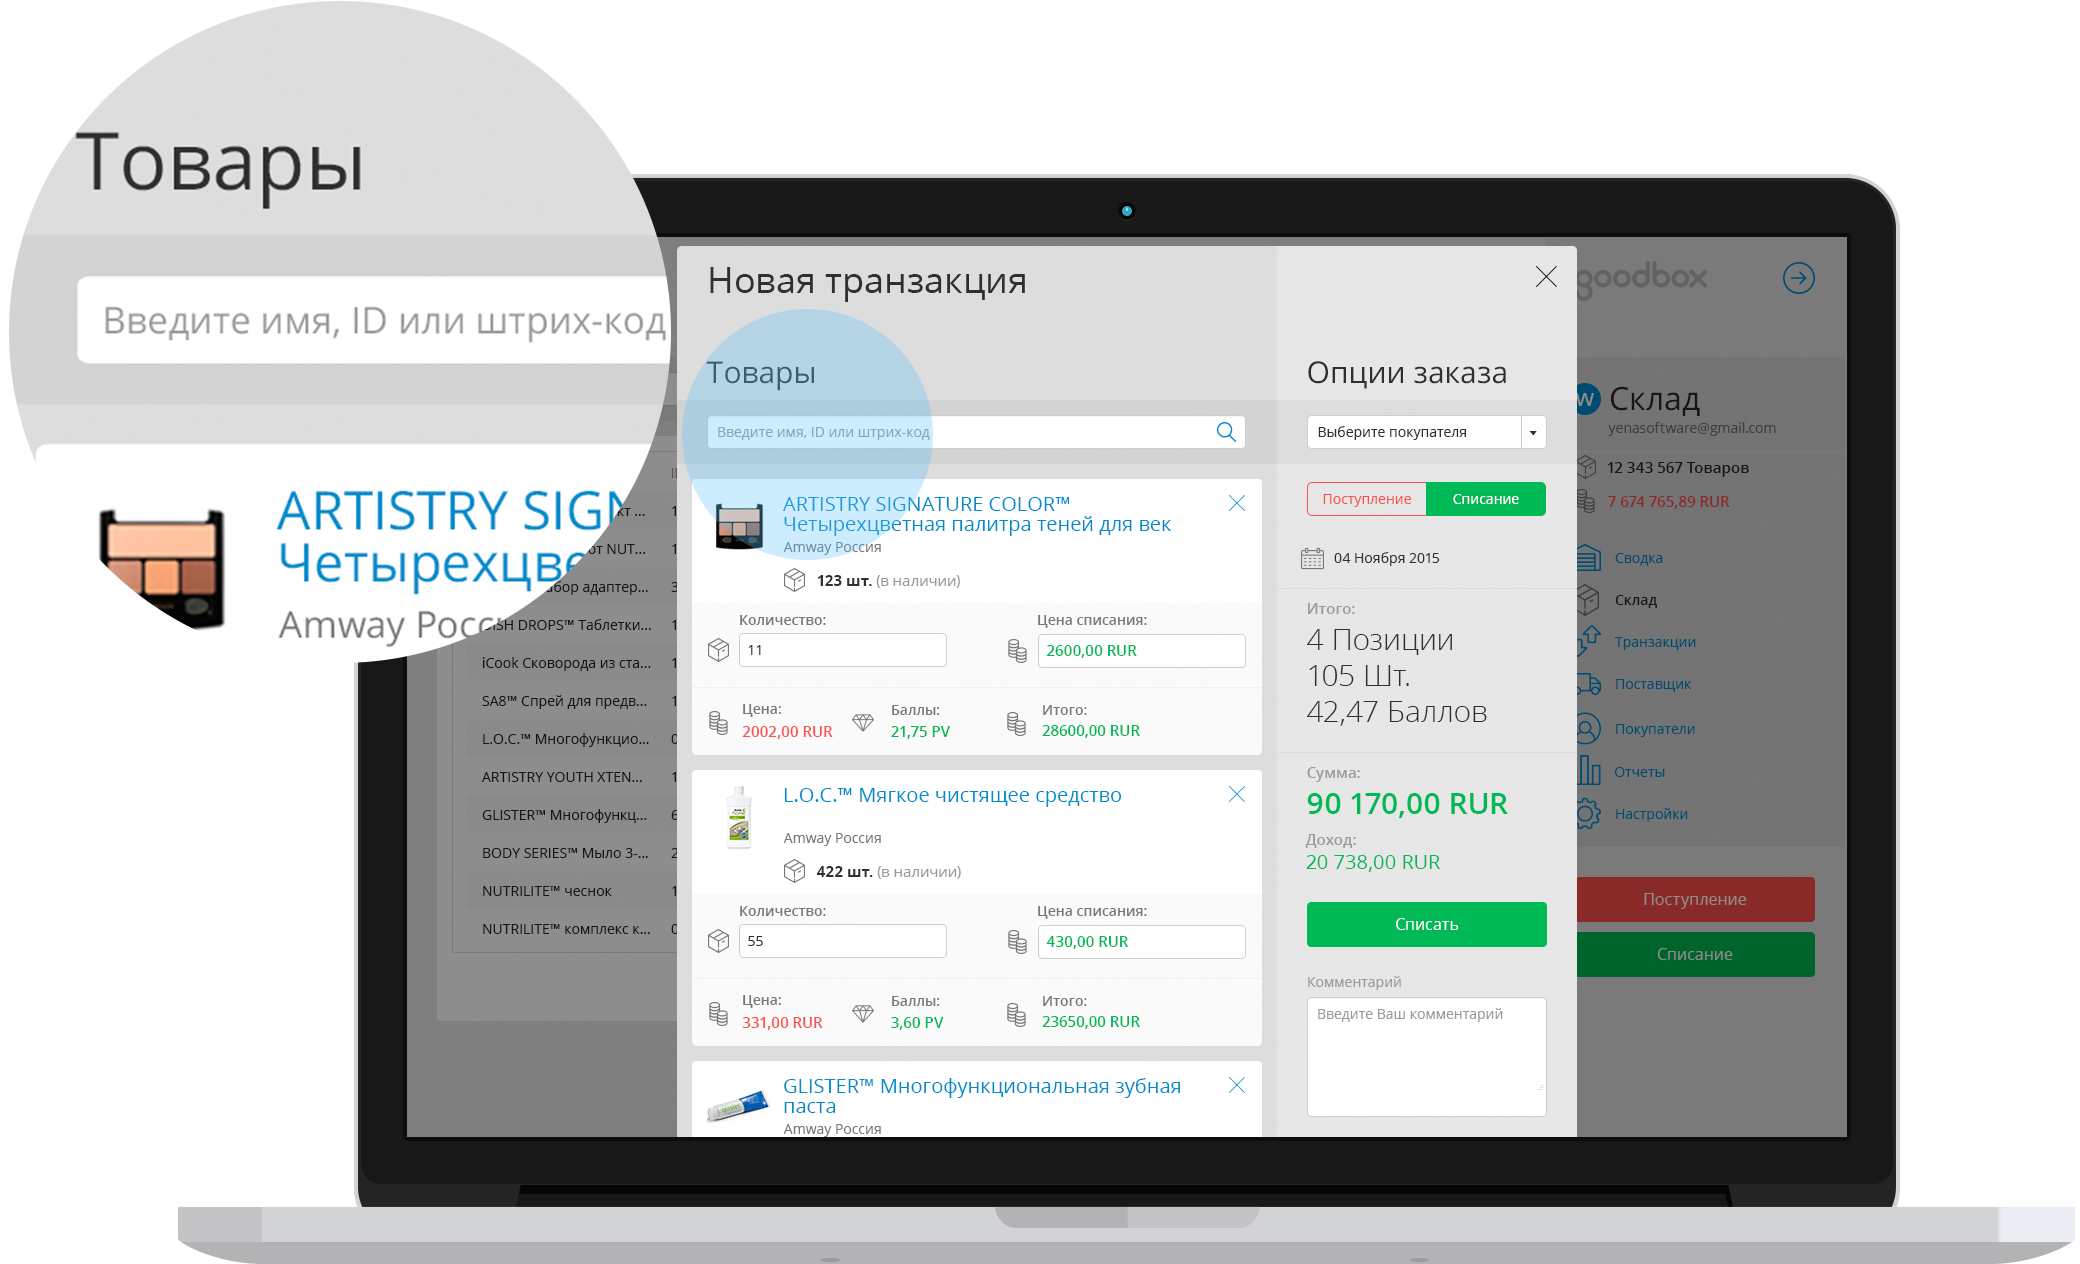 Товары
Введите имя, ID или штрих-код
ARTISTRY SIGN
Четырехцве
Amway Росс
Новая транзакция
Товары
Введите имя, ID или штрих-код
ARTISTRY SIGNATURE COLOR™
Четырехцветная палитра теней для век
Amway Россия
123 шт. (в наличии)
Количество:
Цена списания:
11
2600,00 RUR
Цена:
Баллы:
Итого:
2002,00 RUR
21,75 PV
28600,00 RUR
L.O.C.™ Мягкое чистящее средство
Amway Россия
422 шт. (в наличии)
Количество:
Цена списания:
55
430,00 RUR
Цена:
Баллы:
Итого:
331,00 RUR
3,60 PV
23650,00 RUR
GLISTER™ Многофункциональная зубная
паста
Amway Россия
Опции заказа
Выберите покупателя
Поступление
Списание
04 Ноября 2015
Итого:
4 Позиции
105 Шт.
42,47 Баллов
Сумма:
90 170,00 RUR
Доход:
20 738,00 RUR
Списать
Комментарий
Введите Ваш комментарий
goodbox
W Склад
yenasoftware@gmail.com
12 343 567 Товаров
7 674 765,89 RUR
Сводка
Склад
Транзакции
Поставщик
Покупатели
Отчеты
Настройки
Поступление
Списание
от NUT...
адаптер...
DROPS™ Таблетки...
iCook Сковорода из ста...
SA8™ Спрей для предв...
L.O.C.™ Многофункцио...
ARTISTRY YOUTH XTEN...
GLISTER™ Многофункц...
BODY SERIES™ Мыло 3-...
NUTRILITE™ чеснок
NUTRILITE™ комплекс к...